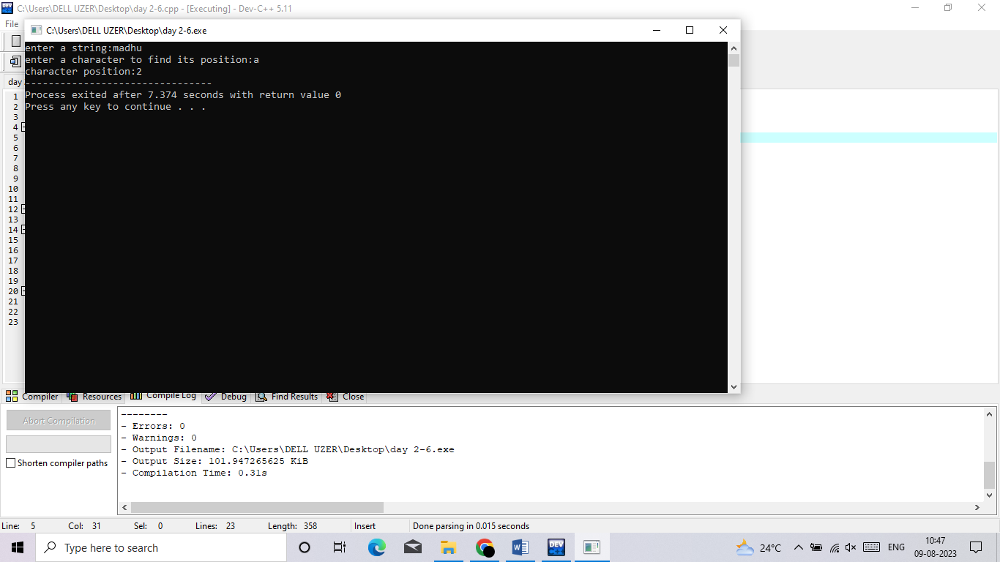 C:\Users\DELL UZER\Desktop\day 2-6.cpp - [Executing] - Dev-C++ 5.11
File
C:\Users\DELL UZER\Desktop\day 2-6.exe
enter a string:madhu
enter a character to find its position:a
character position:2
--------------------------------
Process exited after 7.374 seconds with return value 0
Press any key to continue . . .
day
1
2
3
4
5
6
7
8
9
10
11
12
13
14
15
16
17
18
19
20
21
22
23
Compiler Resources Compile Log Debug Find Results Close
Abort Compilation
Shorten compiler paths
--------
- Errors: 0
- Warnings: 0
- Output Filename: C:\Users\DELL UZER\Desktop\day 2-6.exe
- Output Size: 101.947265625 KiB
- Compilation Time: 0.31s
Line: 5 Col: 31 Sel: 0 Lines: 23 Length: 358 Insert Done parsing in 0.015 seconds
Type here to search
DEV
24°C
ENG
10:47
09-08-2023